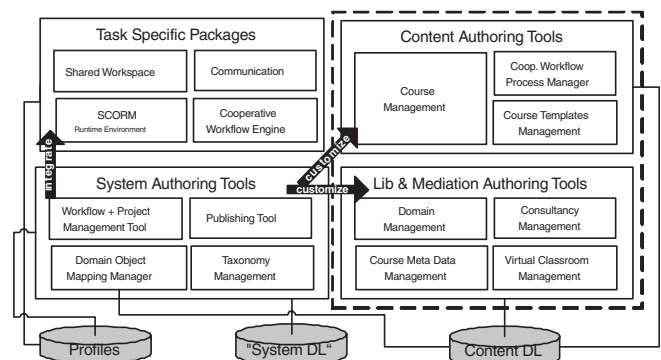 Task Specific Packages
Shared Workspace
Communication
SCORM
Runtime Environment
Cooperative
Workflow Engine
Content Authoring Tools
Course
Management
Coop. Workflow
Process Manager
Course Templates
Management
integrate
customize
customize
System Authoring Tools
Workflow + Project
Management Tool
Publishing Tool
Domain Object
Mapping Manager
Taxonomy
Management
Lib & Mediation Authoring Tools
Domain
Management
Consultancy
Management
Course Meta Data
Management
Virtual Classroom
Management
Profiles
"System DL"
Content DL